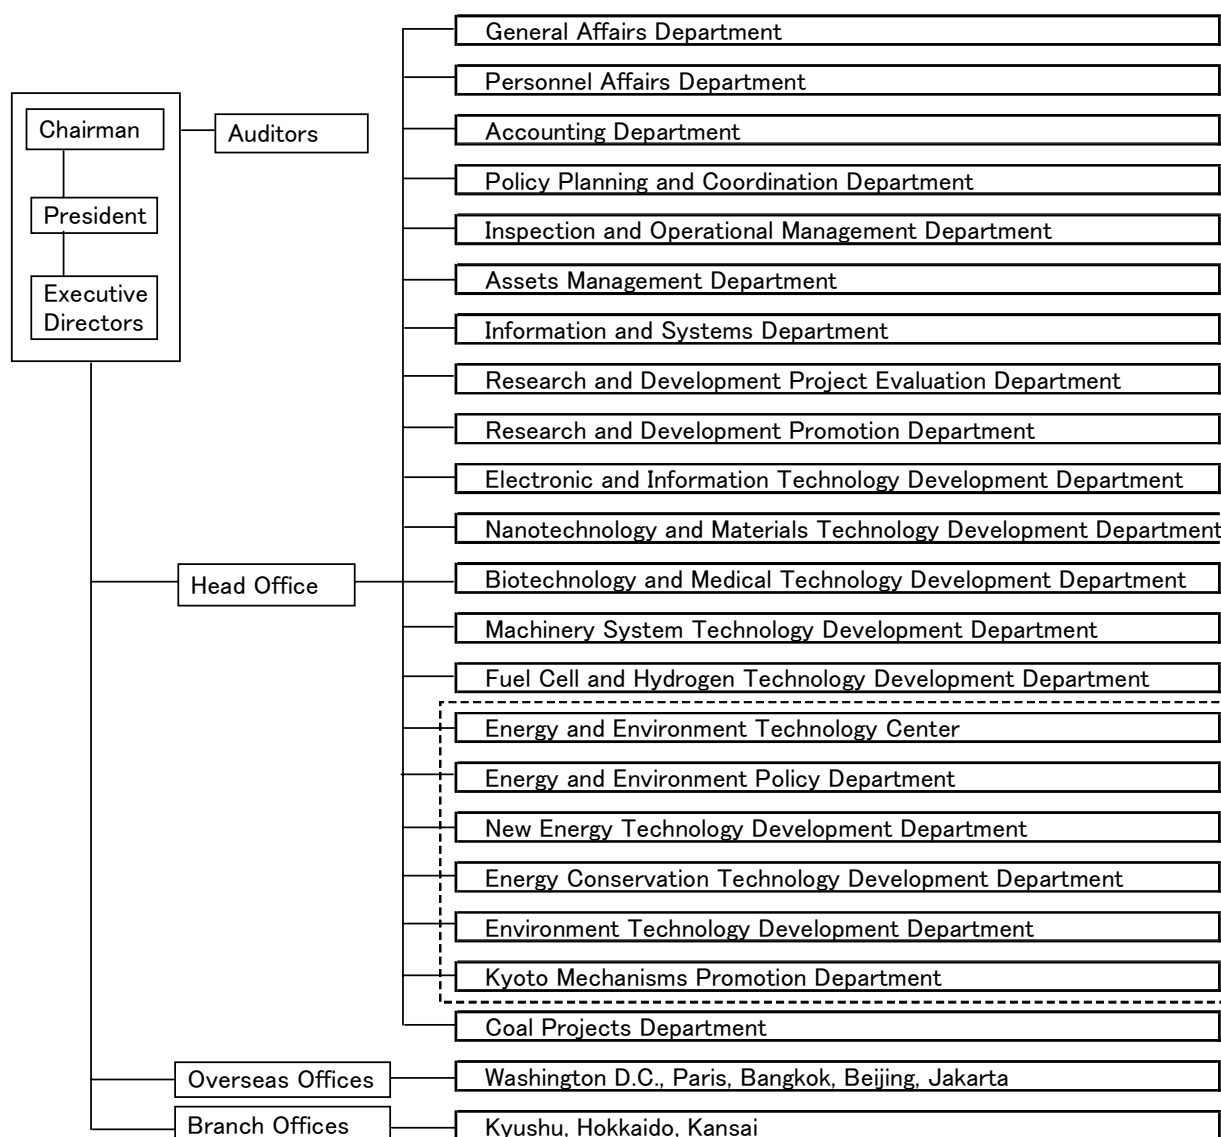 Chairman
President
Executive
Directors
Auditors
Head Office
General Affairs Department
Personnel Affairs Department
Accounting Department
Policy Planning and Coordination Department
Inspection and Operational Management Department
Assets Management Department
Information and Systems Department
Research and Development Project Evaluation Department
Research and Development Promotion Department
Electronic and Information Technology Development Department
Nanotechnology and Materials Technology Development Department
Biotechnology and Medical Technology Development Department
Machinery System Technology Development Department
Fuel Cell and Hydrogen Technology Development Department
Energy and Environment Technology Center
Energy and Environment Policy Department
New Energy Technology Development Department
Energy Conservation Technology Development Department
Environment Technology Development Department
Kyoto Mechanisms Promotion Department
Coal Projects Department
Overseas Offices
Washington D.C., Paris, Bangkok, Beijing, Jakarta
Branch Offices
Kyushu, Hokkaido, Kansai